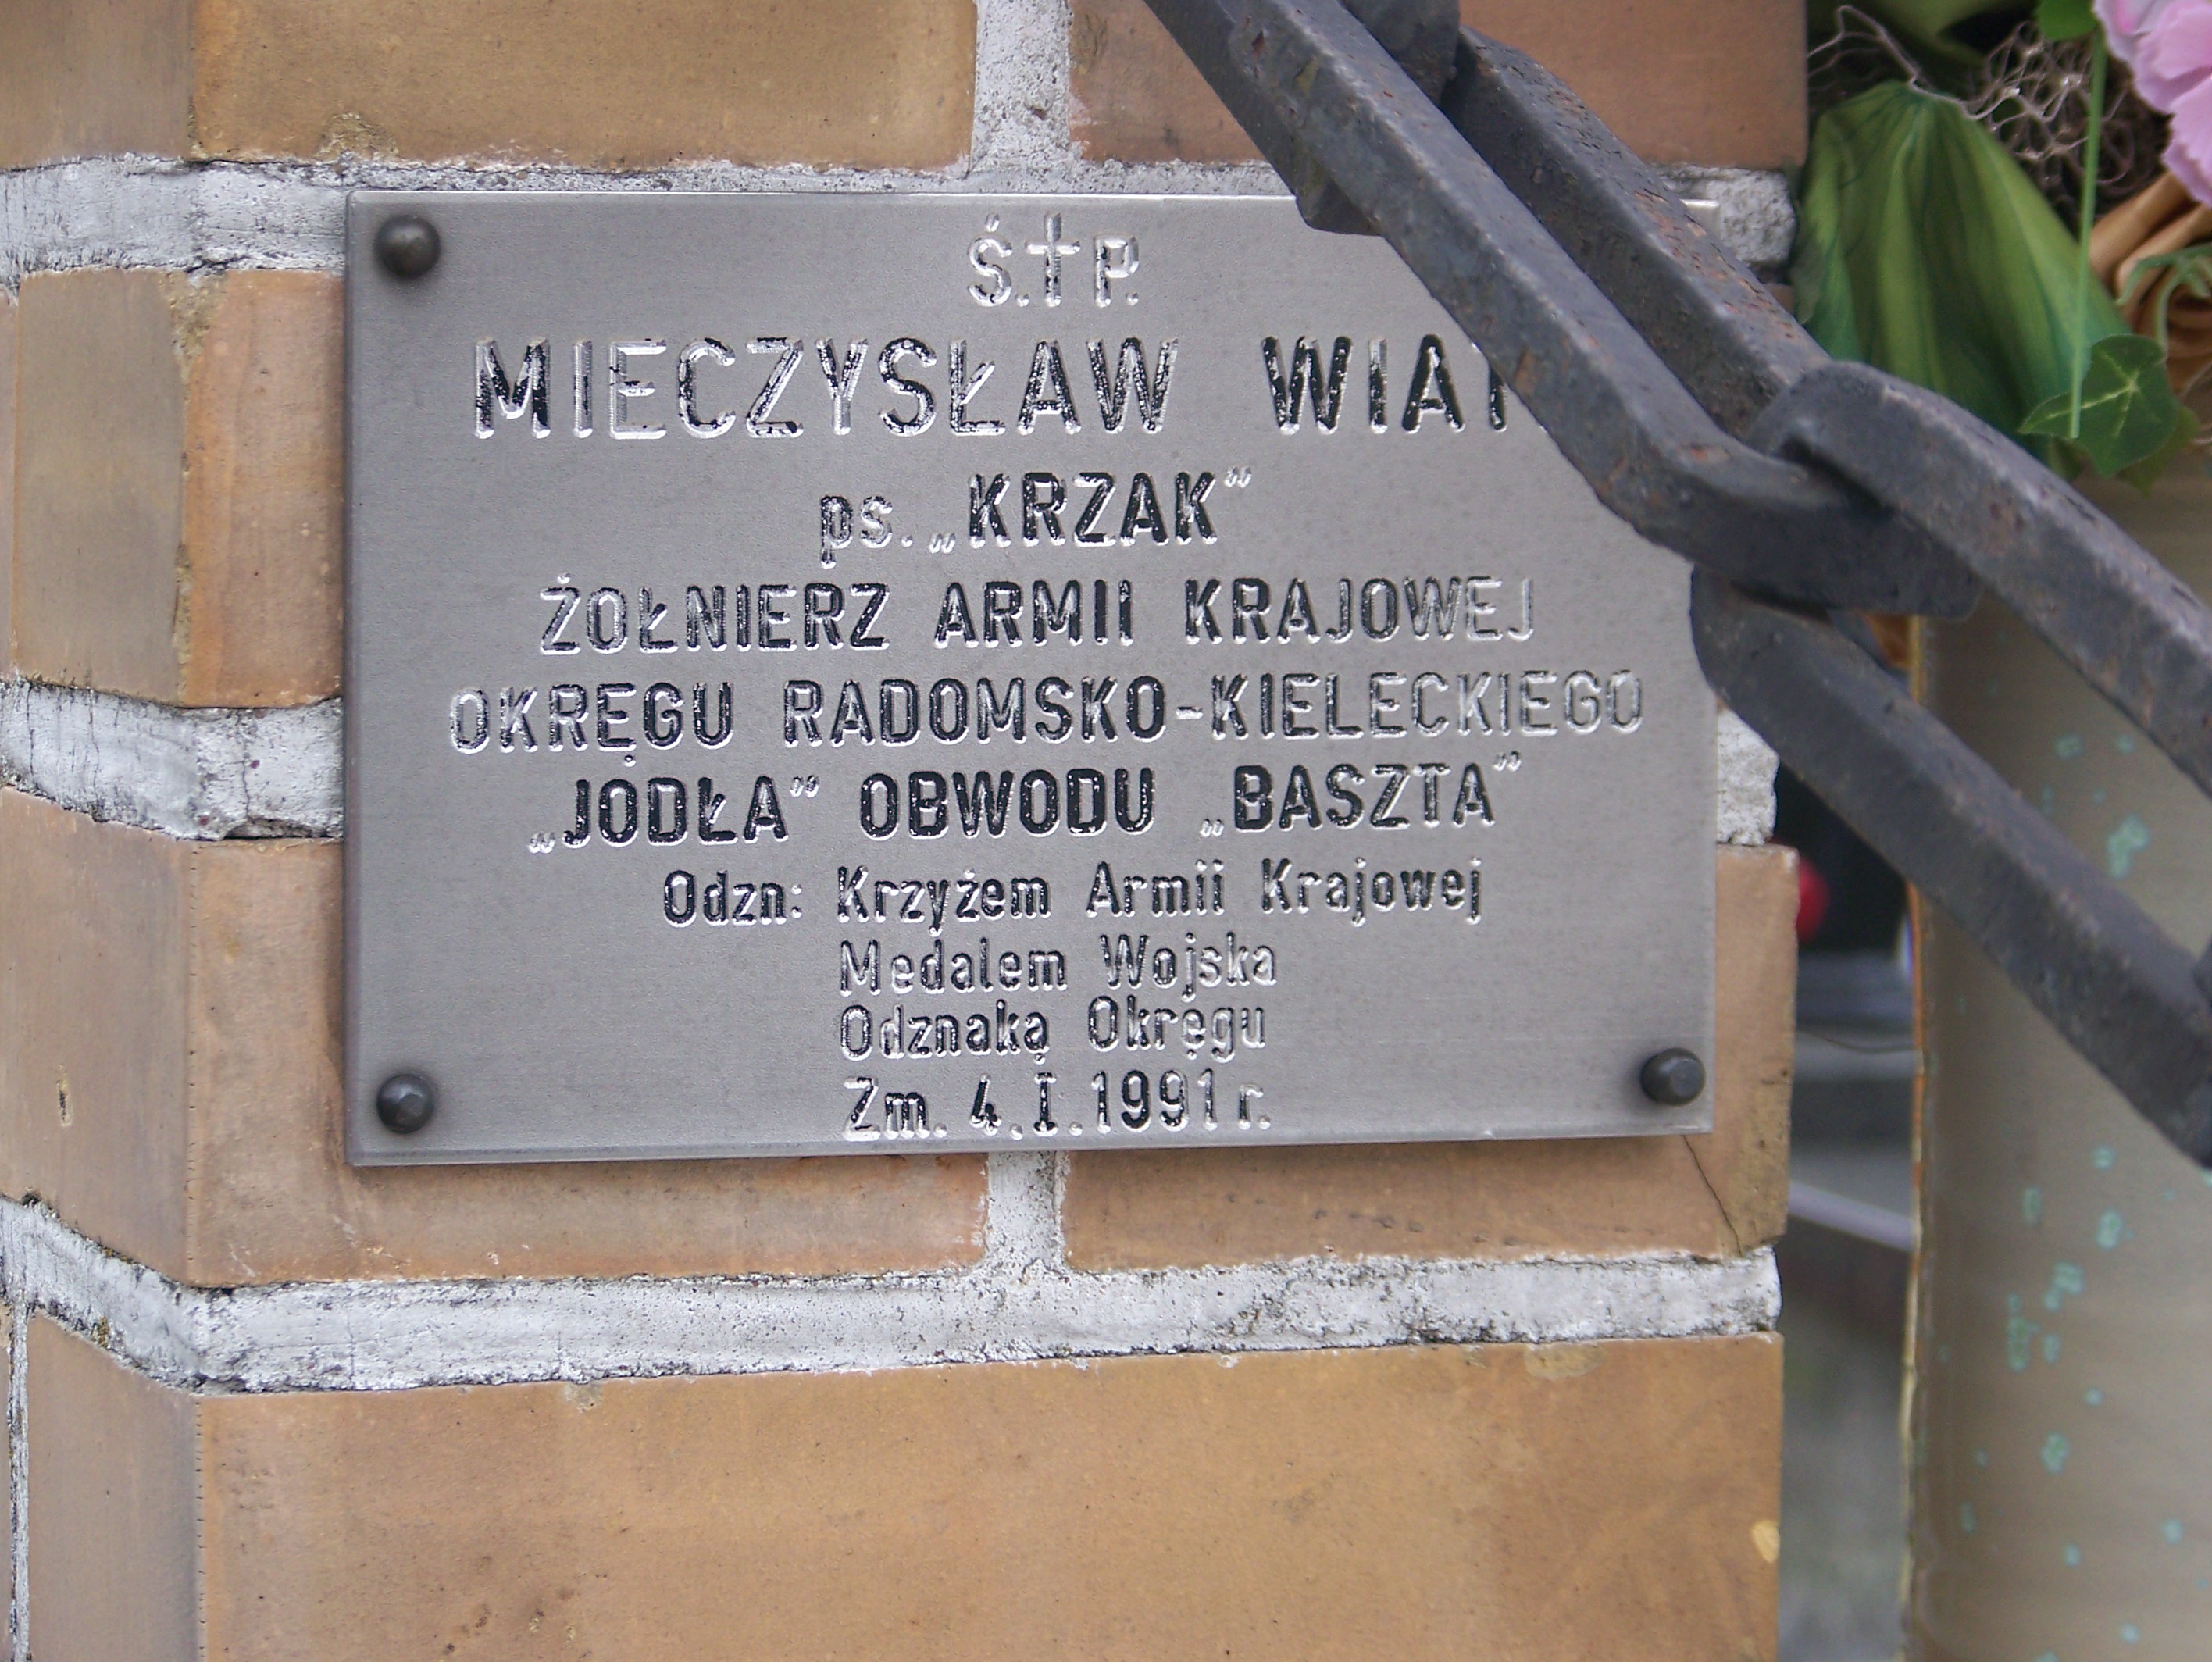 Ś.†P.
MIECZYSŁAW
ps. „KRZAK”
ŻOŁNIERZ ARMII KRAJOWEJ
OKRĘGU RADOMSKO-KIELECKIEGO
„JODŁA” OBWODU „BASZTA”
Odzn: Krzyżem Armii Krajowej
Medalem Wojska
Odznaką Okręgu
Zm. 4.I.1991r.